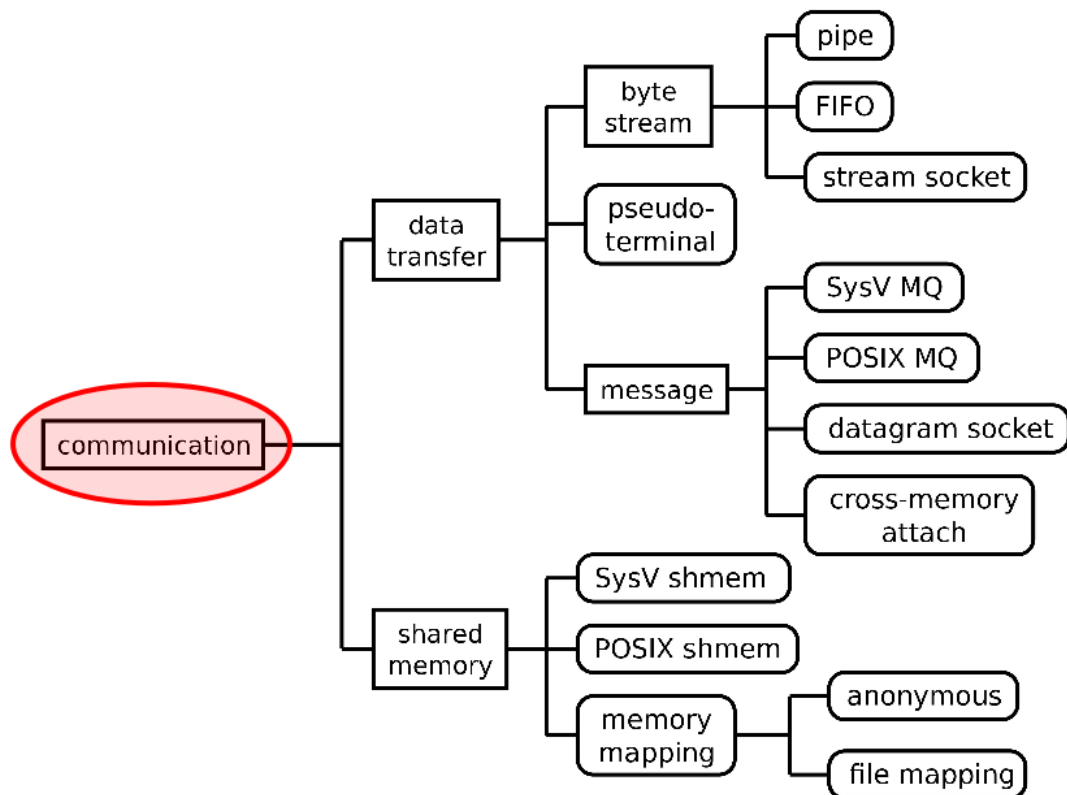 pipe
byte
stream
FIFO
stream socket
pseudo-
terminal
data
transfer
SysV MQ
POSIX MQ
message
datagram socket
communication
cross-memory
attach
SysV shmem
shared
memory
POSIX shmem
memory
mapping
anonymous
file mapping